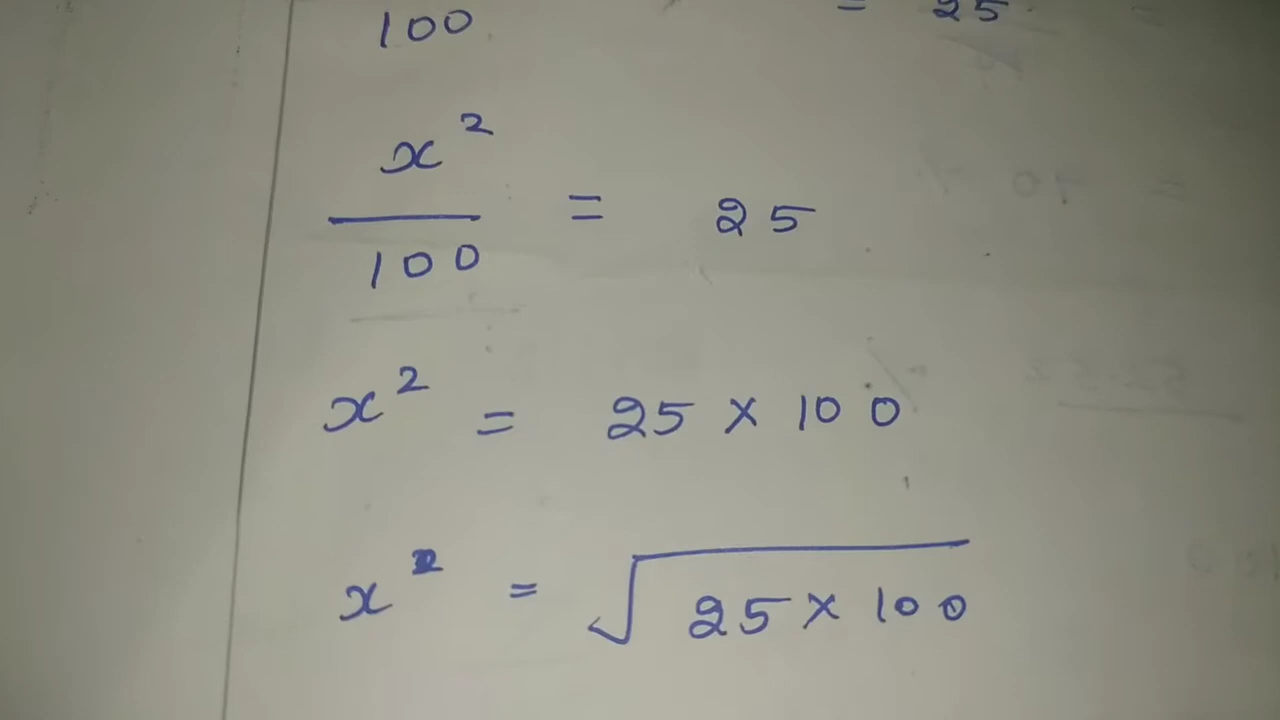 100 = 25
x² / 100 = 25
x² = 25 × 100
x² = √25 × 100